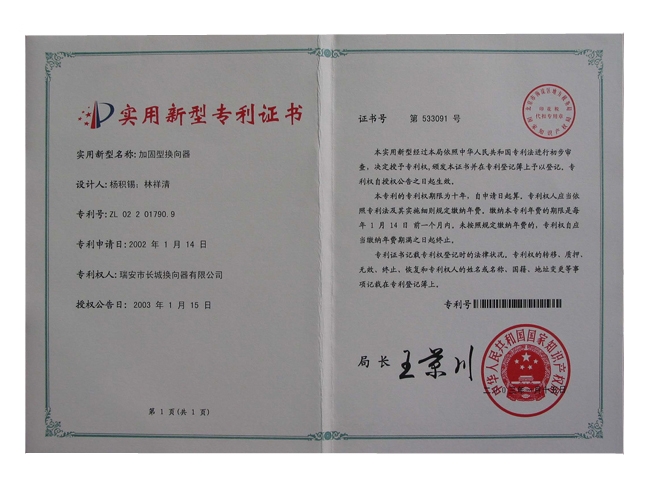 实用新型专利证书
实用新型名称: 加固型换向器
设计人: 杨积锡; 林祥清
专利号: ZL 02 2 01790.9
专利申请日: 2002 年 1 月 14 日
专利权人: 瑞安市长城换向器有限公司
授权公告日: 2003 年 1 月 15 日
第 1 页(共 1 页)
证书号 第 533091 号
代办专用章
本实用新型经过本局依照中华人民共和国专利法进行初步审
查, 决定授予专利权, 颁发本证书并在专利登记簿上予以登记。专
利权自授权公告之日起生效。
本专利的专利权期限为十年, 自申请日起算。专利权人应当依
照专利法及其实施细则规定缴纳年费。缴纳本专利年费的期限是每
年 1 月 14 日前一个月内。未按照规定缴纳年费的, 专利权自应
当缴纳年费期满之日起终止。
专利证书记载专利权登记时的法律状况。专利权的转移、质押、
无效、终止、恢复和专利权人的姓名或名称、国籍、地址变更等事
项记载在专利登记簿上。
专利号
局长 王景川
中华人民共和国国家知识产权局